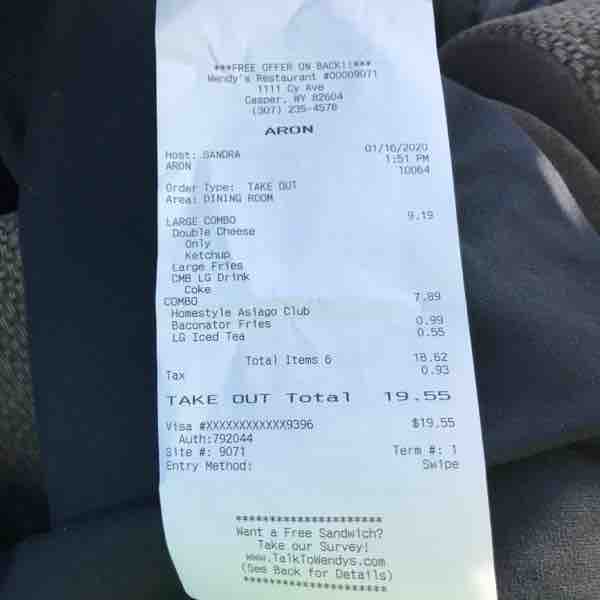 ***FREE OFFER ON BACK!!***
Wendy's Restaurant #00009071
1111 Cy Ave
Casper, WY 82604
(307) 235-4578
ARON
Host: SANDRA 01/16/2020
ARON 1:51 PM
10064
Order Type: TAKE OUT
Area: DINING ROOM
LARGE COMBO 9.19
Double Cheese
Only
Ketchup
Large Fries
CMB LG Drink
Coke
COMBO 7.89
Homestyle Asiago Club
Baconator Fries 0.99
LG Iced Tea 0.55
Total Items 6 18.62
Tax 0.93
TAKE OUT Total 19.55
Visa #XXXXXXXXXXXX9396 $19.55
Auth:792044
Site #: 9071 Term #: 1
Entry Method: Swipe
*********************
Want a Free Sandwich?
Take our Survey!
www.TalkToWendys.com
(See Back for Details)
*********************